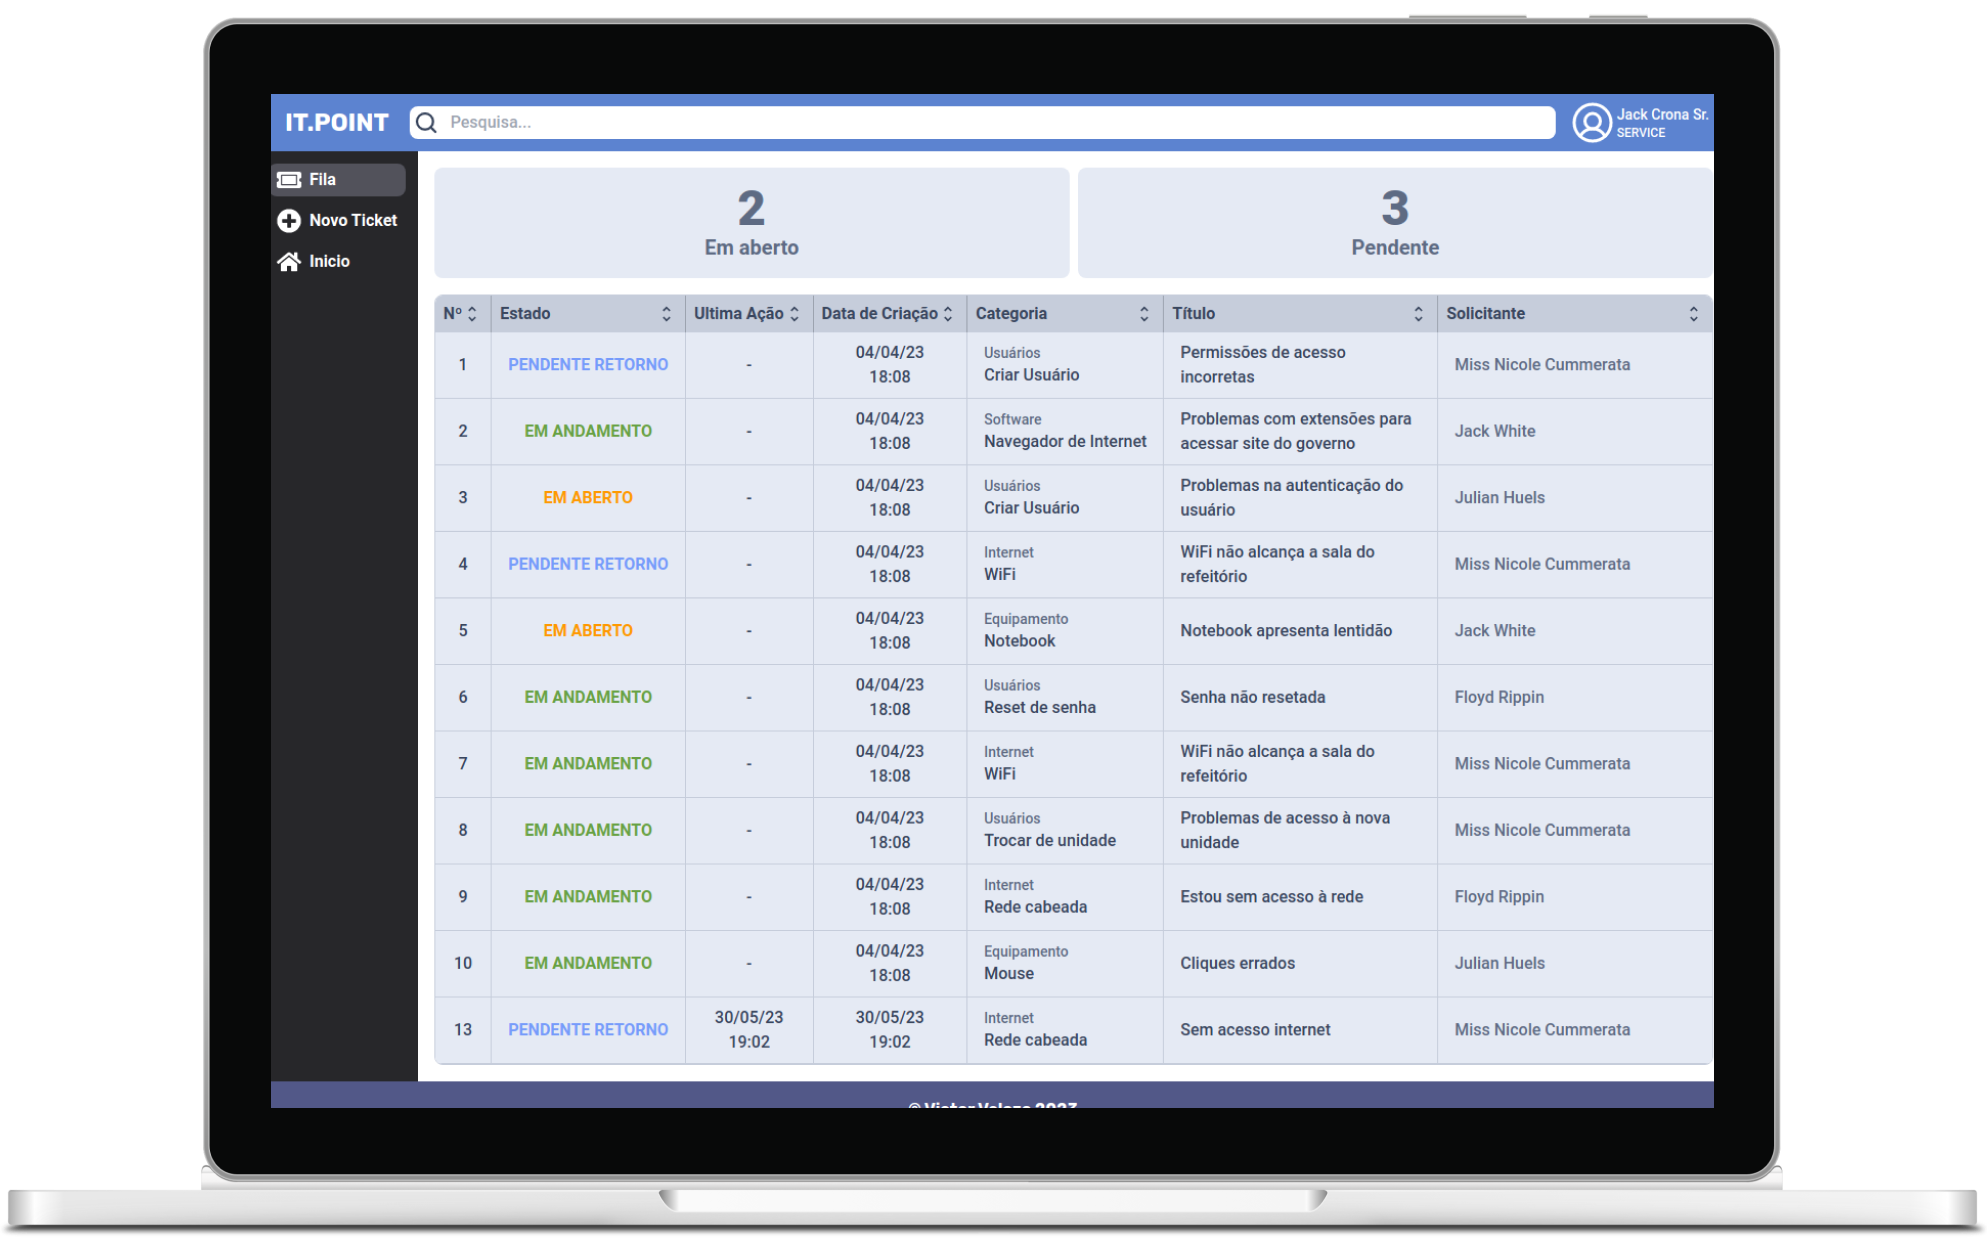 IT.POINT
Pesquisa...
Jack Crona Sr.
SERVICE
Fila
Novo Ticket
Inicio
2
Em aberto
3
Pendente
Nº Estado Ultima Ação Data de Criação Categoria Título Solicitante
1 PENDENTE RETORNO - 04/04/23 18:08 Usuários Criar Usuário Permissões de acesso incorretas Miss Nicole Cummerata
2 EM ANDAMENTO - 04/04/23 18:08 Software Navegador de Internet Problemas com extensões para acessar site do governo Jack White
3 EM ABERTO - 04/04/23 18:08 Usuários Criar Usuário Problemas na autenticação do usuário Julian Huels
4 PENDENTE RETORNO - 04/04/23 18:08 Internet WiFi WiFi não alcança a sala do refeitório Miss Nicole Cummerata
5 EM ABERTO - 04/04/23 18:08 Equipamento Notebook Notebook apresenta lentidão Jack White
6 EM ANDAMENTO - 04/04/23 18:08 Usuários Reset de senha Senha não resetada Floyd Rippin
7 EM ANDAMENTO - 04/04/23 18:08 Internet WiFi WiFi não alcança a sala do refeitório Miss Nicole Cummerata
8 EM ANDAMENTO - 04/04/23 18:08 Usuários Trocar de unidade Problemas de acesso à nova unidade Miss Nicole Cummerata
9 EM ANDAMENTO - 04/04/23 18:08 Internet Rede cabeada Estou sem acesso à rede Floyd Rippin
10 EM ANDAMENTO - 04/04/23 18:08 Equipamento Mouse Cliques errados Julian Huels
13 PENDENTE RETORNO 30/05/23 19:02 30/05/23 19:02 Internet Rede cabeada Sem acesso internet Miss Nicole Cummerata